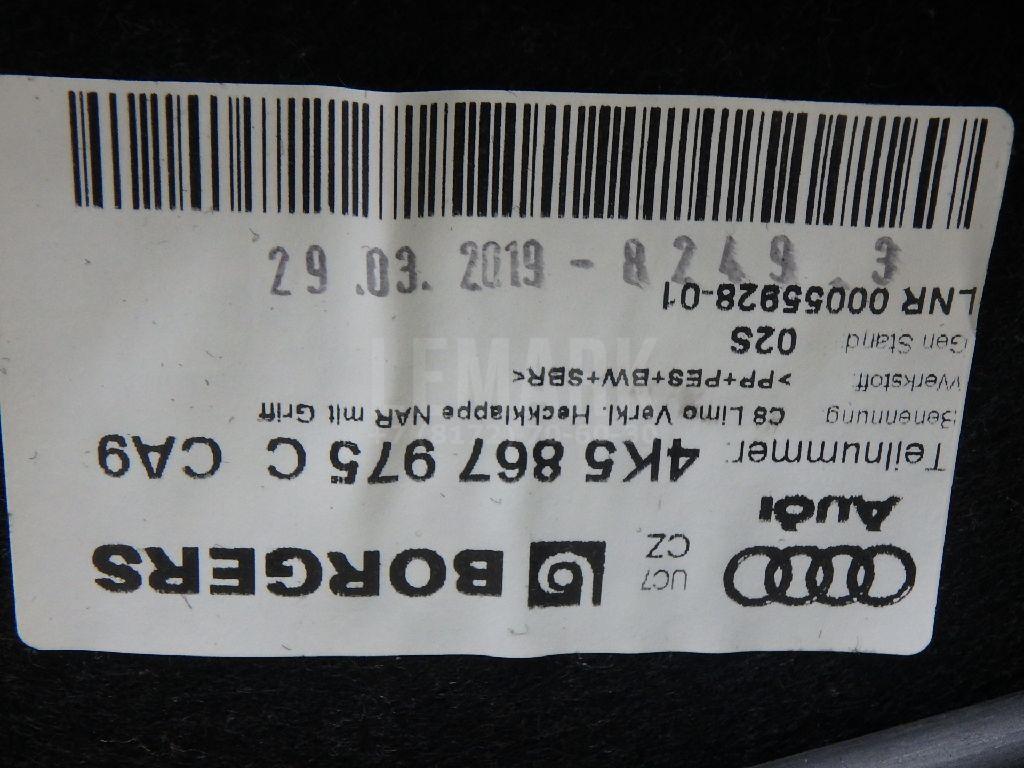 UC7
CZ
BORGERS
Audi
Teilnummer: 4K5 867 975 C CA9
Benennung C8 Limo Verkl. Heckklappe NAR mit Griff
Werkstoff: >PP+PES+BW+SBR<
Gen Stand: 02S
LNR 00055928-01
29.03.2019 - 8249.3
LEMARK